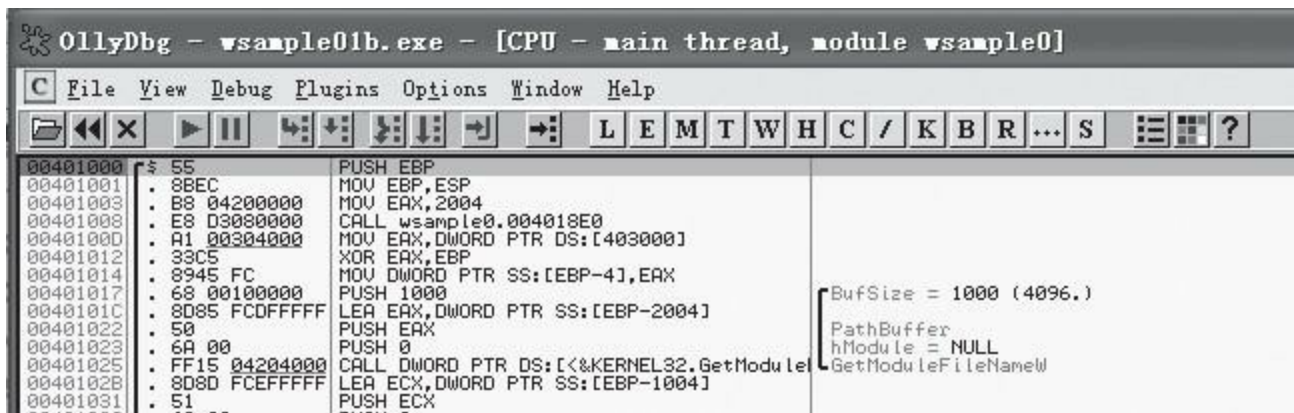 OllyDbg - wsample01b.exe - [CPU - main thread, module wsample0]
C File View Debug Plugins Options Window Help
L E M T W H C / K B R ... S ?
00401000 $ 55 PUSH EBP
00401001 . 8BEC MOV EBP,ESP
00401003 . B8 04200000 MOV EAX,2004
00401008 . E8 D3080000 CALL wsample0.004018E0
0040100D . A1 00304000 MOV EAX,DWORD PTR DS:[403000]
00401012 . 33C5 XOR EAX,EBP
00401014 . 8945 FC MOV DWORD PTR SS:[EBP-4],EAX
00401017 . 68 00100000 PUSH 1000 BufSize = 1000 (4096.)
0040101C . 8D85 FCDFFFFF LEA EAX,DWORD PTR SS:[EBP-2004]
00401022 . 50 PUSH EAX PathBuffer
00401023 . 6A 00 PUSH 0 hModule = NULL
00401025 . FF15 04204000 CALL DWORD PTR DS:[<&KERNEL32.GetModuleI GetModuleFileNameW
0040102B . 8D8D FCEFFFFF LEA ECX,DWORD PTR SS:[EBP-1004]
00401031 . 51 PUSH ECX